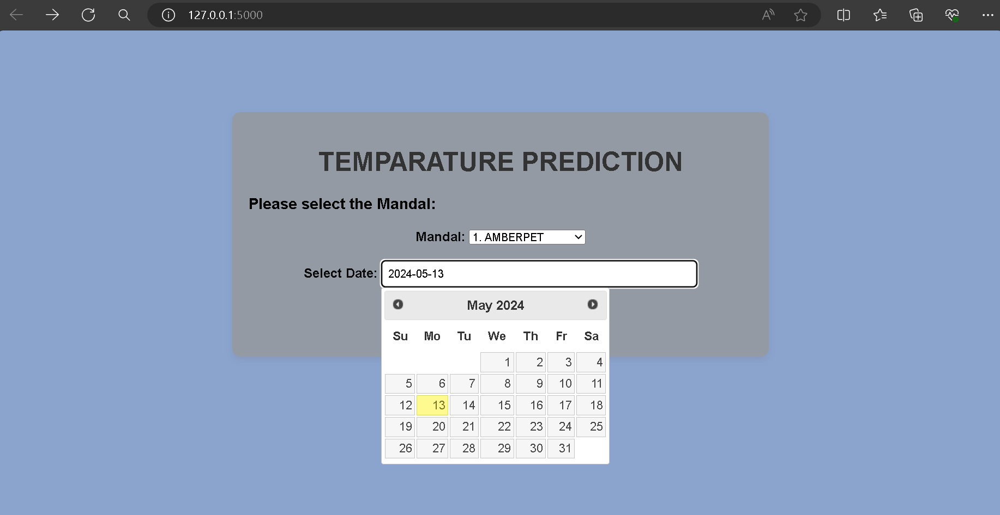 127.0.0.1:5000
TEMPARATURE PREDICTION
Please select the Mandal:
Mandal: 1. AMBERPET
Select Date: 2024-05-13
May 2024
Su Mo Tu We Th Fr Sa
1 2 3 4
5 6 7 8 9 10 11
12 13 14 15 16 17 18
19 20 21 22 23 24 25
26 27 28 29 30 31